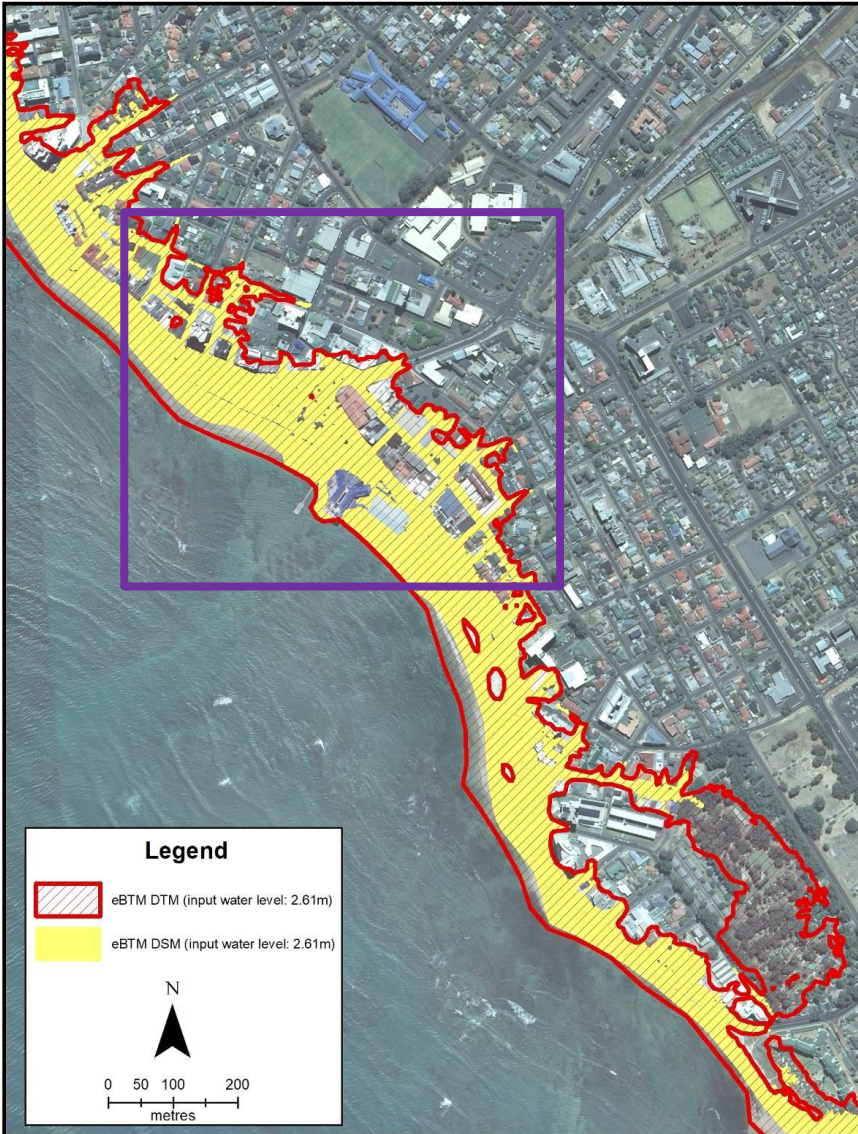 Legend
eBTM DTM (input water level: 2.61m)
eBTM DSM (input water level: 2.61m)
N
0 50 100 200
metres